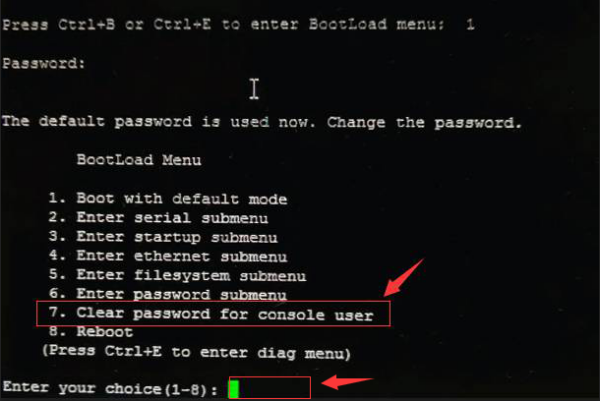 Press Ctrl+B or Ctrl+E to enter BootLoad menu: 1
Password:
The default password is used now. Change the password.
BootLoad Menu
1. Boot with default mode
2. Enter serial submenu
3. Enter startup submenu
4. Enter ethernet submenu
5. Enter filesystem submenu
6. Enter password submenu
7. Clear password for console user
8. Reboot
(Press Ctrl+E to enter diag menu)
Enter your choice(1-8):